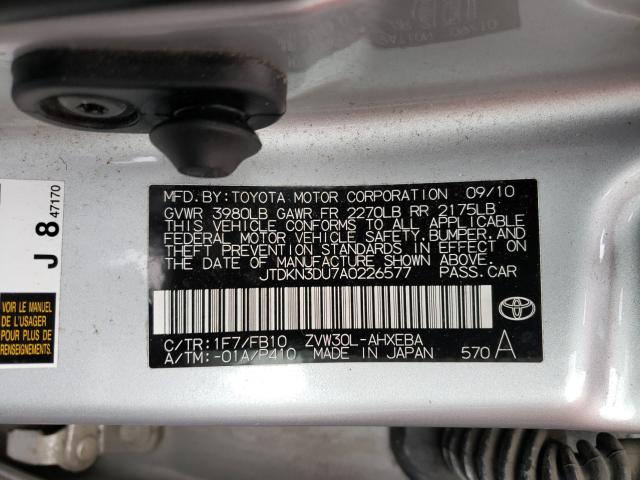 MFD.BY:TOYOTA MOTOR CORPORATION 09/10
GVWR 3980LB GAWR FR 2270LB RR 2175LB
THIS VEHICLE CONFORMS TO ALL APPLICABLE
FEDERAL MOTOR VEHICLE SAFETY,BUMPER,AND
THEFT PREVENTION STANDARDS IN EFFECT ON
THE DATE OF MANUFACTURE SHOWN ABOVE.
JTDKN3DU7A0226577 PASS.CAR
C/TR:1F7/FB10 ZVW30L-AHXEBA
A/TM:-01A/P410 MADE IN JAPAN 570 A
J 8 47170
VOIR LE MANUEL
DE L'USAGER
POUR PLUS DE
RENSEIGNEMENTS.